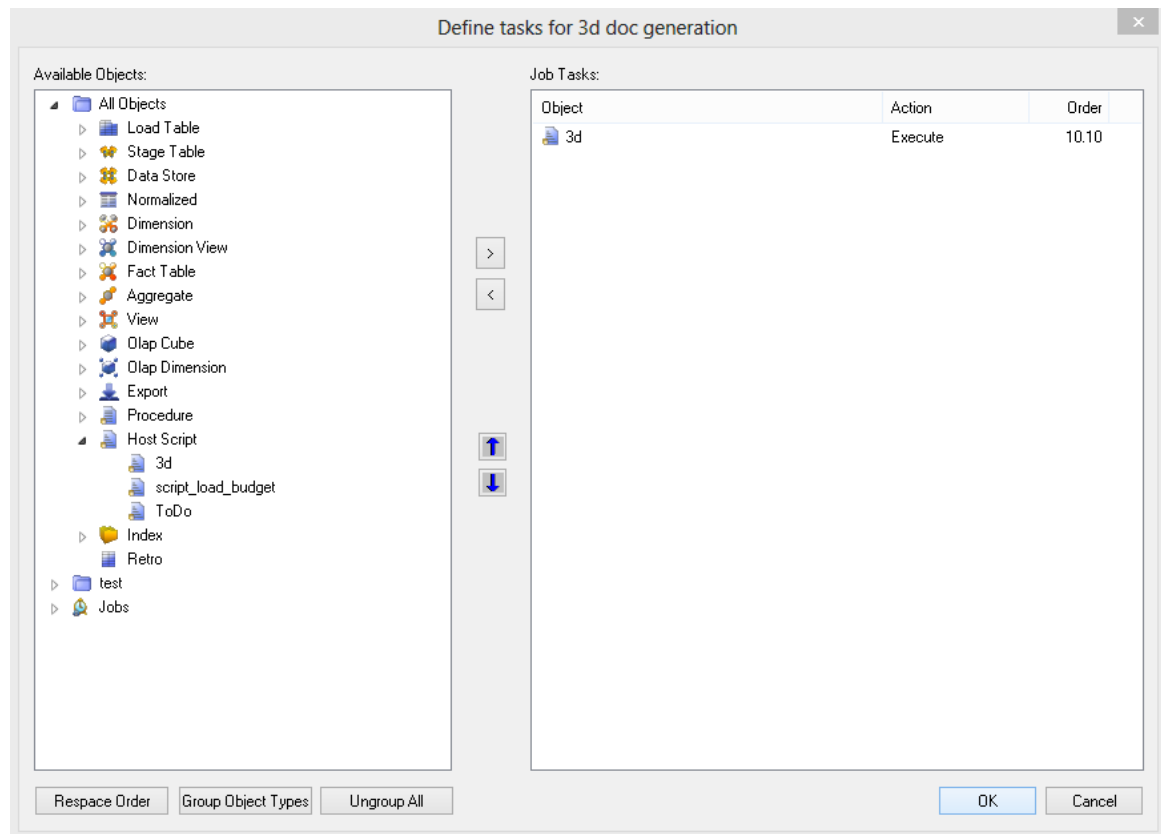 Define tasks for 3d doc generation
Available Objects:
All Objects
Load Table
Stage Table
Data Store
Normalized
Dimension
Dimension View
Fact Table
Aggregate
View
Olap Cube
Olap Dimension
Export
Procedure
Host Script
3d
script_load_budget
ToDo
Index
Retro
test
Jobs
>
<
Job Tasks:
Object Action Order
3d Execute 10.10
Respace Order Group Object Types Ungroup All OK Cancel